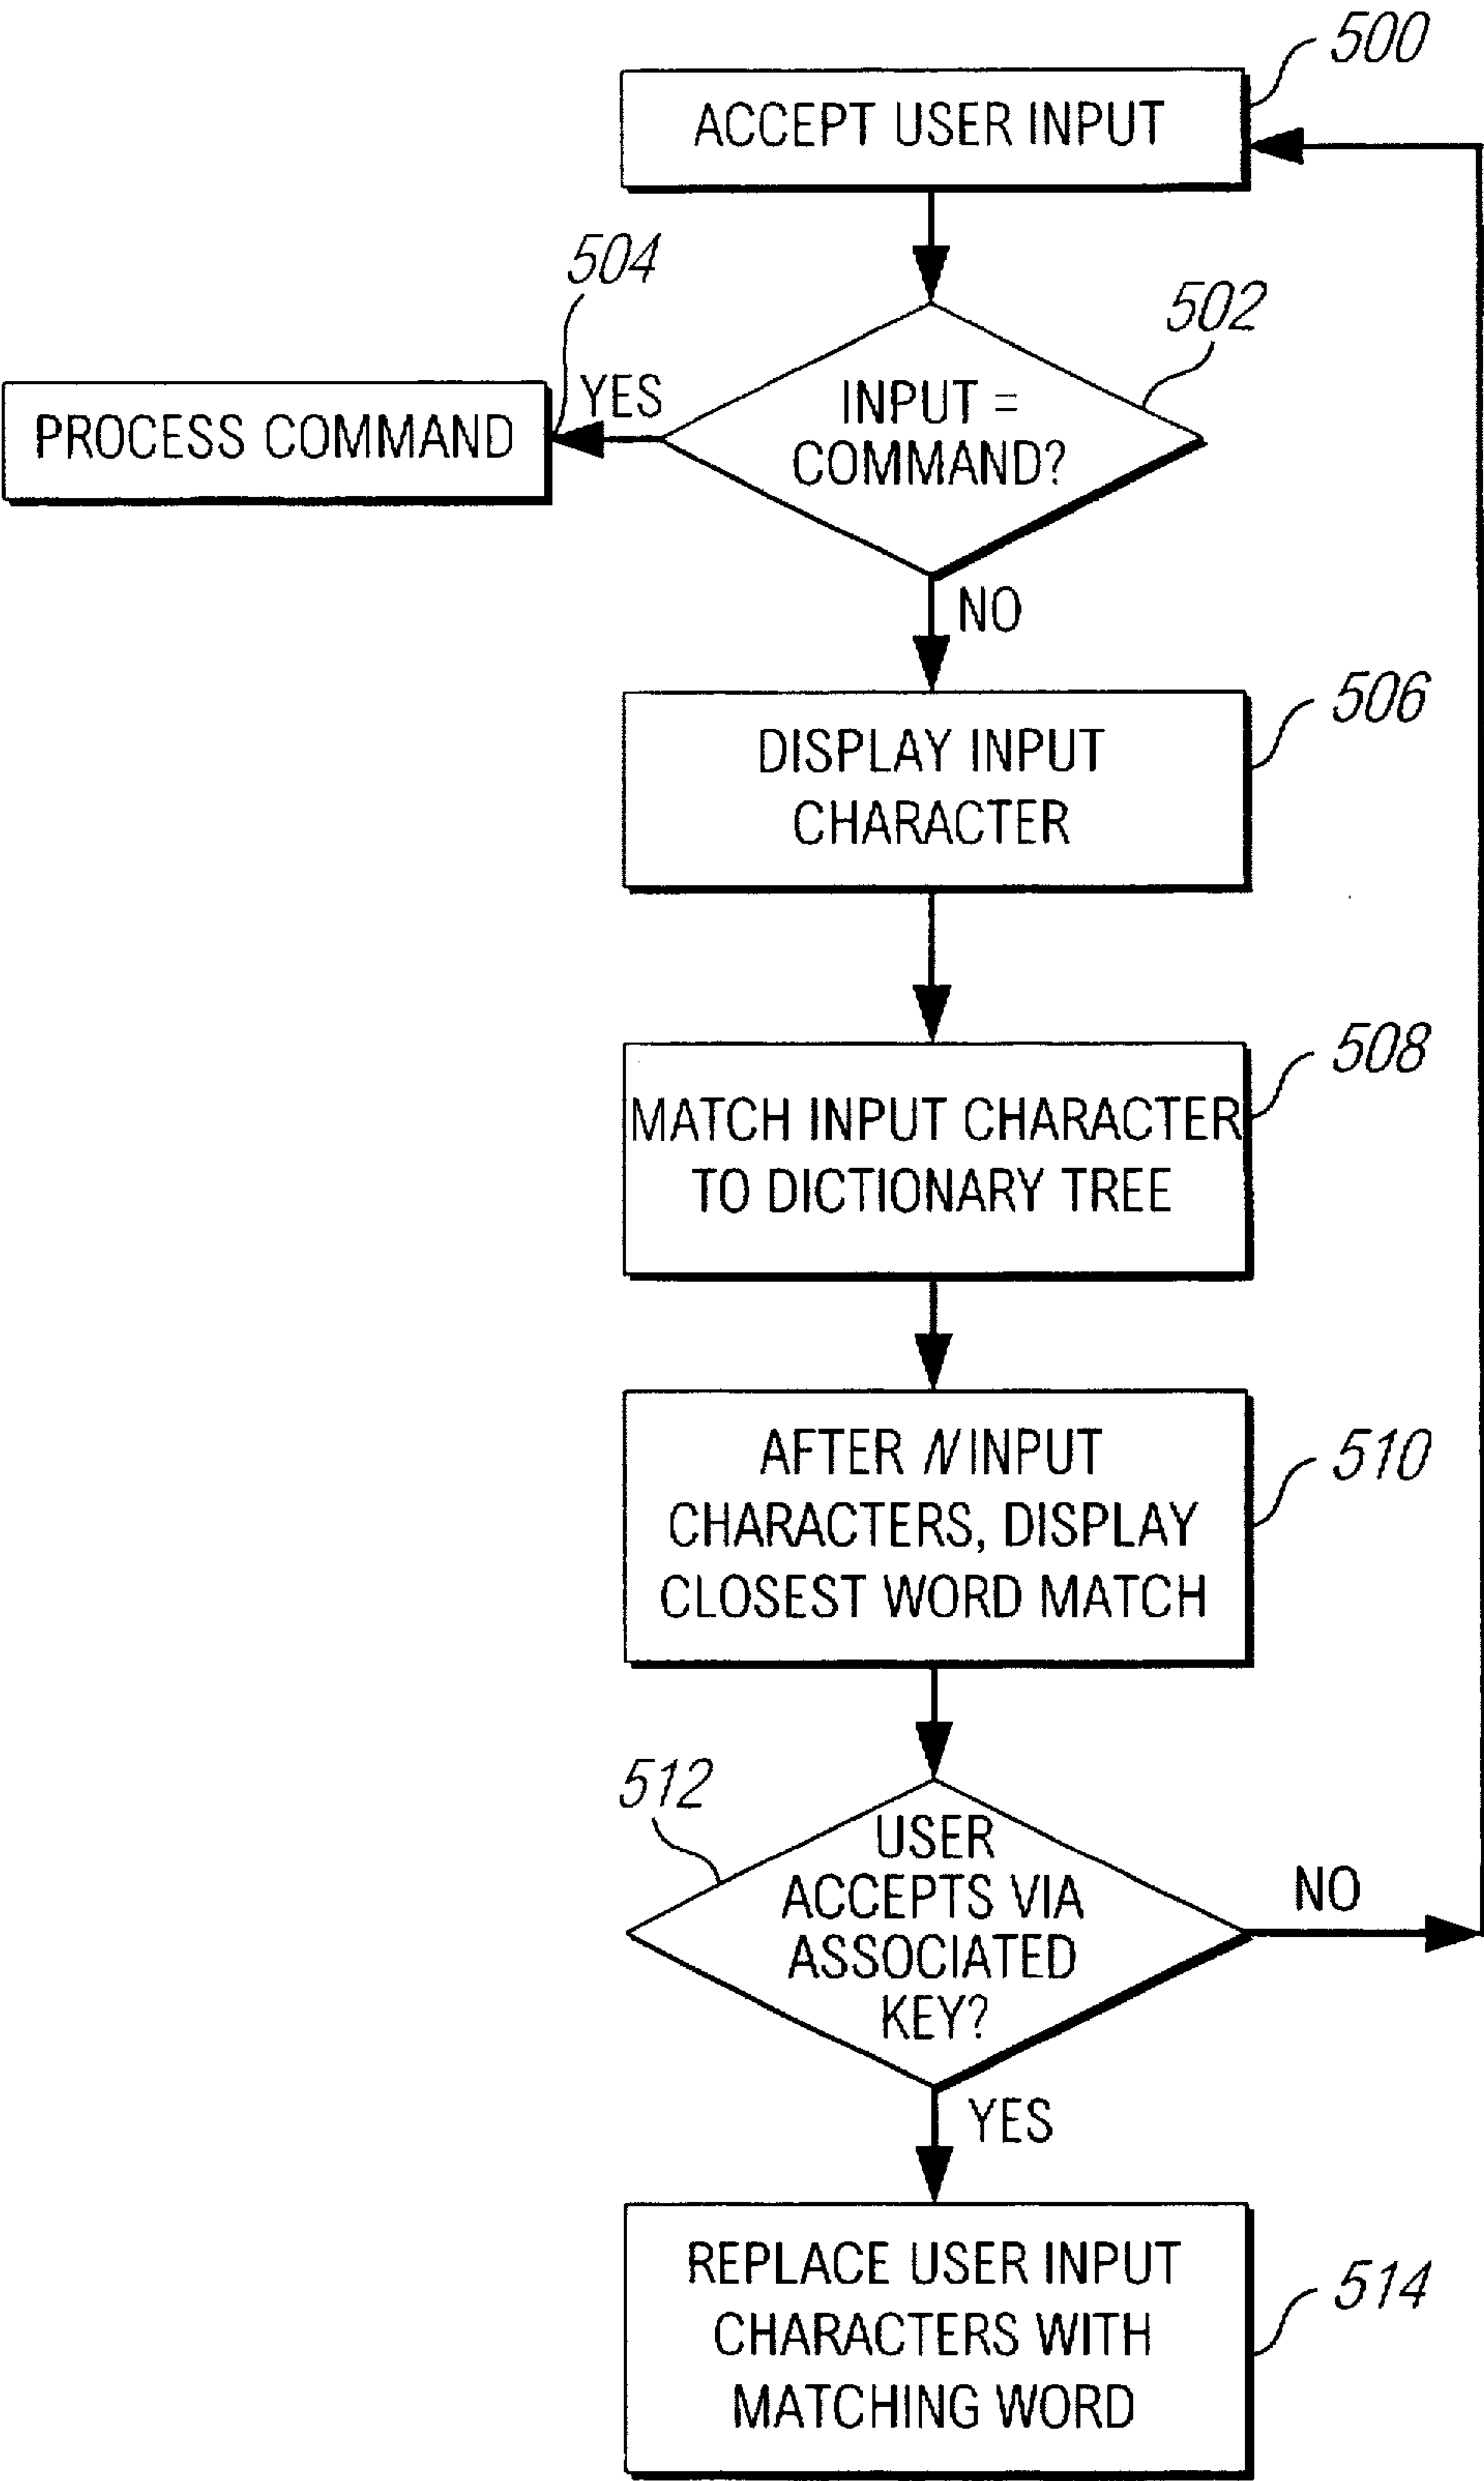 500
ACCEPT USER INPUT
504
502
YES
INPUT =
COMMAND?
PROCESS COMMAND
NO
506
DISPLAY INPUT
CHARACTER
508
MATCH INPUT CHARACTER
TO DICTIONARY TREE
510
AFTER N INPUT
CHARACTERS, DISPLAY
CLOSEST WORD MATCH
512
USER
ACCEPTS VIA
ASSOCIATED
KEY?
NO
YES
514
REPLACE USER INPUT
CHARACTERS WITH
MATCHING WORD